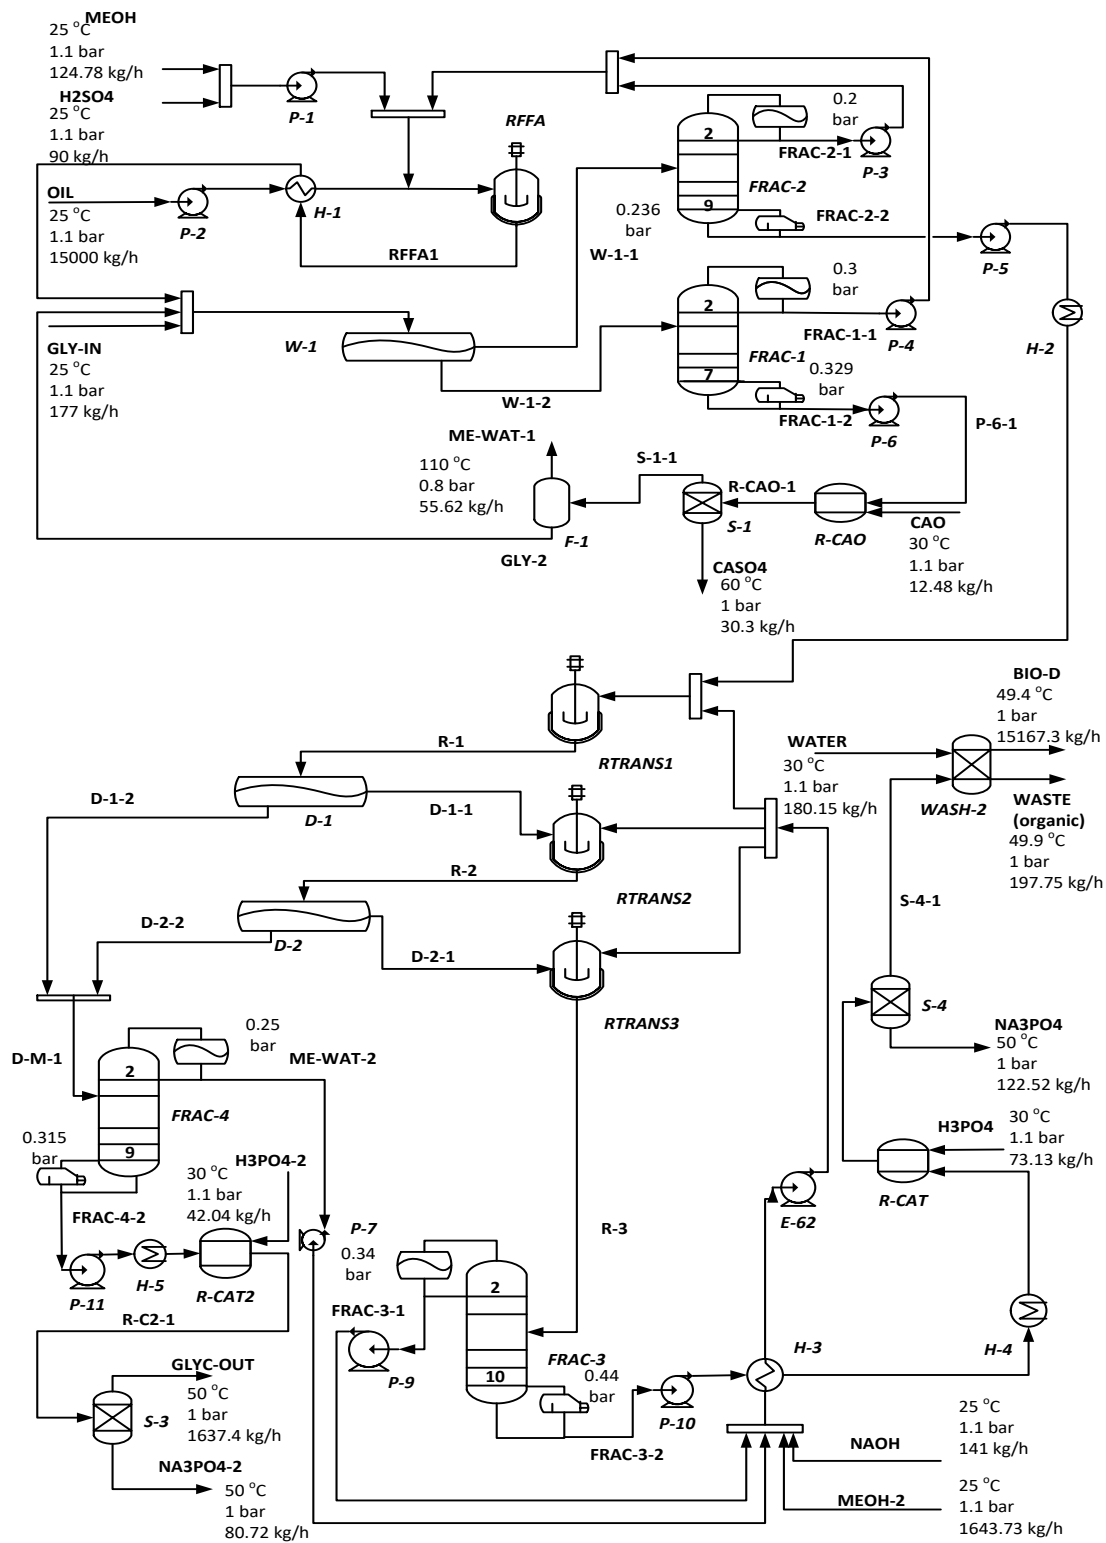 MEOH
25 °C
1.1 bar
124.78 kg/h
H2SO4
25 °C
1.1 bar
90 kg/h
P-1
RFFA
OIL
25 °C
1.1 bar
15000 kg/h
P-2
H-1
RFFA1
GLY-IN
25 °C
1.1 bar
177 kg/h
W-1
W-1-1
W-1-2
0.2
bar
2
FRAC-2-1
P-3
FRAC-2
9
0.236
bar
FRAC-2-2
P-5
H-2
0.3
bar
2
FRAC-1-1
P-4
FRAC-1
7
0.329
bar
FRAC-1-2
P-6
P-6-1
ME-WAT-1
110 °C
0.8 bar
55.62 kg/h
S-1-1
R-CAO-1
S-1
R-CAO
CAO
30 °C
1.1 bar
12.48 kg/h
F-1
GLY-2
CASO4
60 °C
1 bar
30.3 kg/h
BIO-D
49.4 °C
1 bar
15167.3 kg/h
R-1
RTRANS1
WATER
30 °C
1.1 bar
180.15 kg/h
WASH-2
WASTE
(organic)
49.9 °C
1 bar
197.75 kg/h
D-1-2
D-1
D-1-1
R-2
RTRANS2
S-4-1
D-2-2
D-2
D-2-1
RTRANS3
S-4
NA3PO4
50 °C
1 bar
122.52 kg/h
D-M-1
0.25
bar
ME-WAT-2
2
FRAC-4
9
0.315
bar
H3PO4-2
30 °C
1.1 bar
42.04 kg/h
H3PO4
30 °C
1.1 bar
73.13 kg/h
R-CAT
E-62
R-3
FRAC-4-2
P-11
H-5
R-CAT2
P-7
0.34
bar
2
FRAC-3-1
P-9
FRAC-3
10
0.44
bar
P-10
FRAC-3-2
H-3
H-4
R-C2-1
GLYC-OUT
50 °C
1 bar
1637.4 kg/h
S-3
NA3PO4-2
50 °C
1 bar
80.72 kg/h
25 °C
1.1 bar
141 kg/h
NAOH
MEOH-2
25 °C
1.1 bar
1643.73 kg/h